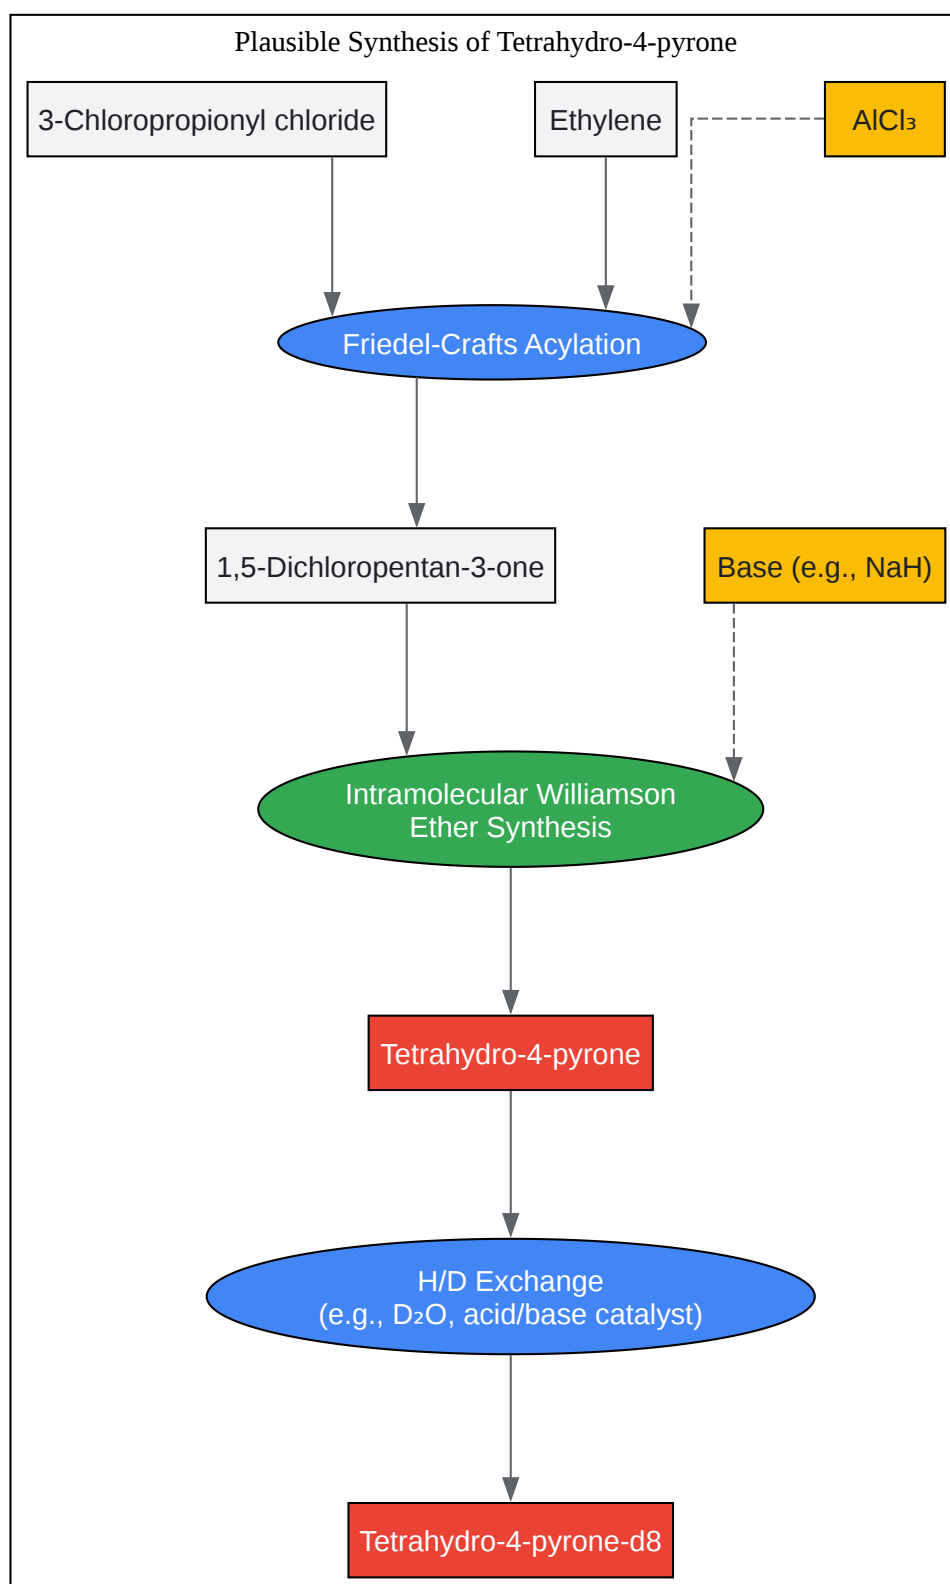 Plausible Synthesis of Tetrahydro-4-pyrone
3-Chloropropionyl chloride
Ethylene
AlCl₃
Friedel-Crafts Acylation
1,5-Dichloropentan-3-one
Base (e.g., NaH)
Intramolecular Williamson
Ether Synthesis
Tetrahydro-4-pyrone
H/D Exchange
(e.g., D₂O, acid/base catalyst)
Tetrahydro-4-pyrone-d8